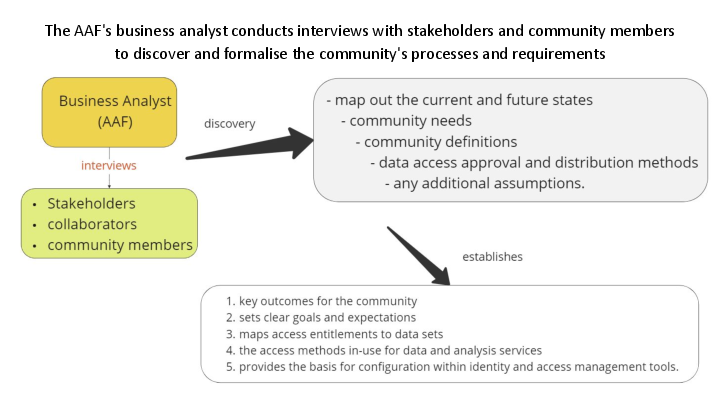 The AAF's business analyst conducts interviews with stakeholders and community members
to discover and formalise the community's processes and requirements
Business Analyst
(AAF)
interviews
• Stakeholders
• collaborators
• community members
discovery
- map out the current and future states
- community needs
- community definitions
- data access approval and distribution methods
- any additional assumptions.
establishes
1. key outcomes for the community
2. sets clear goals and expectations
3. maps access entitlements to data sets
4. the access methods in-use for data and analysis services
5. provides the basis for configuration within identity and access management tools.